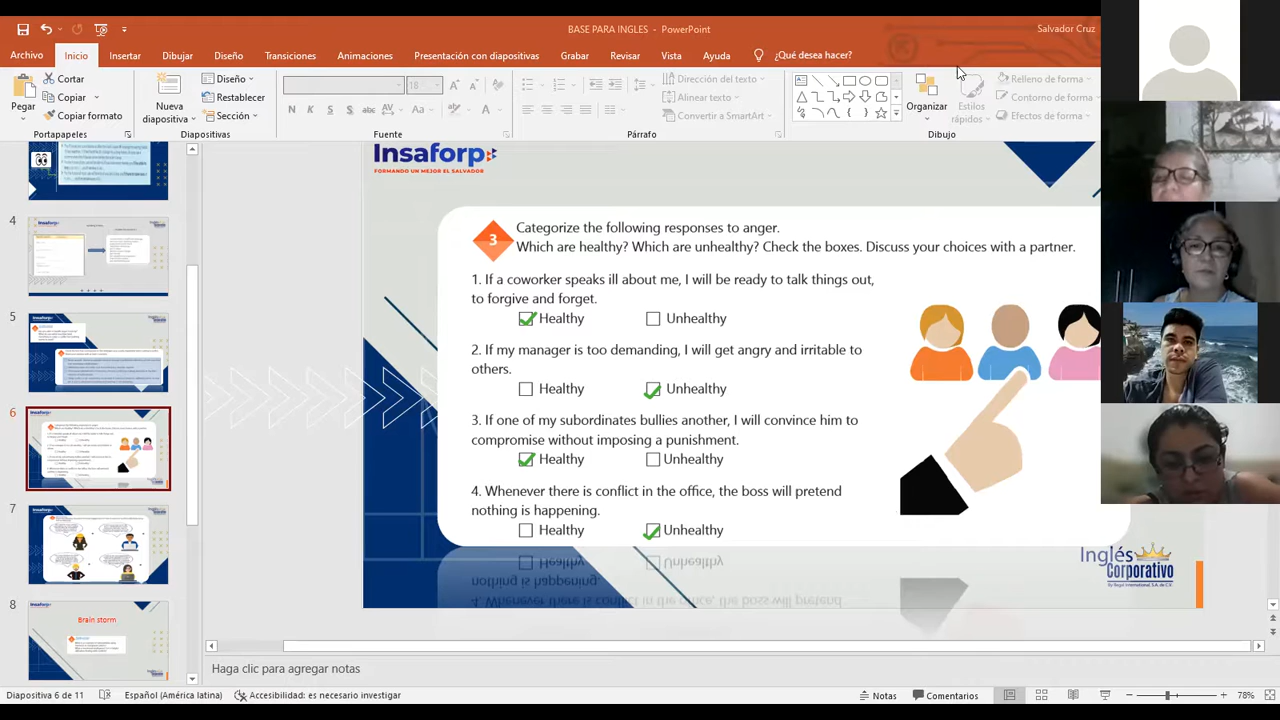 BASE PARA INGLES - PowerPoint
Salvador Cruz
Archivo Inicio Insertar Dibujar Diseño Transiciones Animaciones Presentación con diapositivas Grabar Revisar Vista Ayuda ¿Qué desea hacer?
Pegar
Cortar
Copiar
Copiar formato
Portapapeles
Nueva
diapositiva
Diseño
Restablecer
Sección
Diapositivas
18
N K S abc AV Aa
Fuente
Dirección del texto
Alinear texto
Convertir a SmartArt
Párrafo
Organizar
Estilos
rápidos
Relleno de forma
Contorno de forma
Efectos de forma
Dibujo
4
5
6
7
8
Brain storm
Insaforp
FORMANDO UN MEJOR EL SALVADOR
3
Categorize the following responses to anger.
Which are healthy? Which are unhealthy? Check the boxes. Discuss your choices with a partner.
1. If a coworker speaks ill about me, I will be ready to talk things out,
to forgive and forget.
Healthy Unhealthy
2. If my manager is too demanding, I will get angry and irritable to
others.
Healthy Unhealthy
3. If one of my subordinates bullies another, I will convince him to
compromise without imposing a punishment.
Healthy Unhealthy
4. Whenever there is conflict in the office, the boss will pretend
nothing is happening.
Healthy Unhealthy
Inglés
Corporativo
Haga clic para agregar notas
Diapositiva 6 de 11 Español (América latina) Accesibilidad: es necesario investigar Notas Comentarios 78%